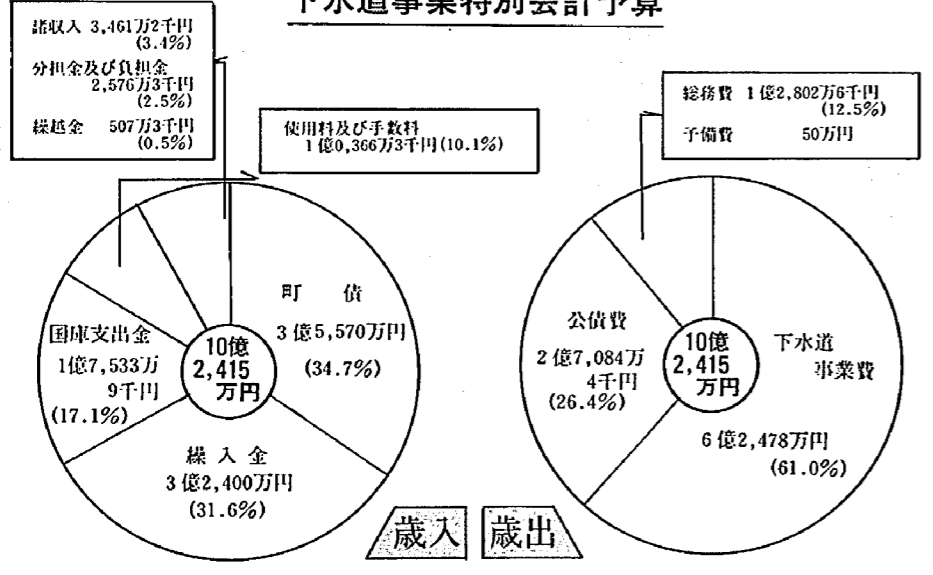 下水道事業特別会計予算
諸収入 3,461万2千円
(3.4%)
分担金及び負担金
2,576万3千円
(2.5%)
繰越金 507万3千円
(0.5%)
使用料及び手数料
1億0,366万3千円(10.1%)
町債
3億5,570万円
(34.7%)
国庫支出金
1億7,533万
9千円
(17.1%)
10億
2,415
万円
繰入金
3億2,400万円
(31.6%)
歳入
総務費 1億2,802万6千円
(12.5%)
予備費 50万円
公債費
2億7,084万
4千円
(26.4%)
10億
2,415
万円
下水道
事業費
6億2,478万円
(61.0%)
歳出